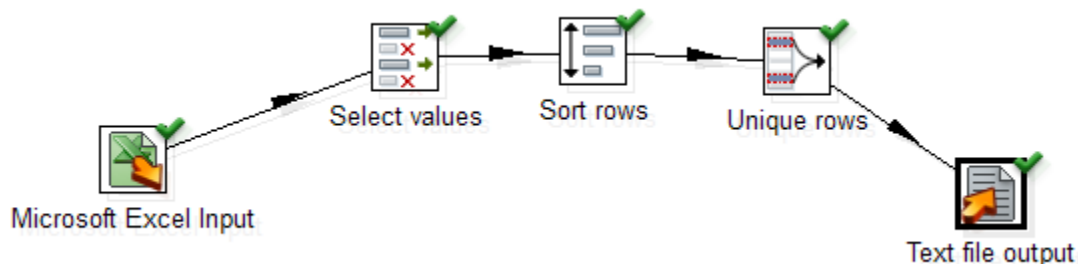 Microsoft Excel Input
Select values
Sort rows
Unique rows
Text file output